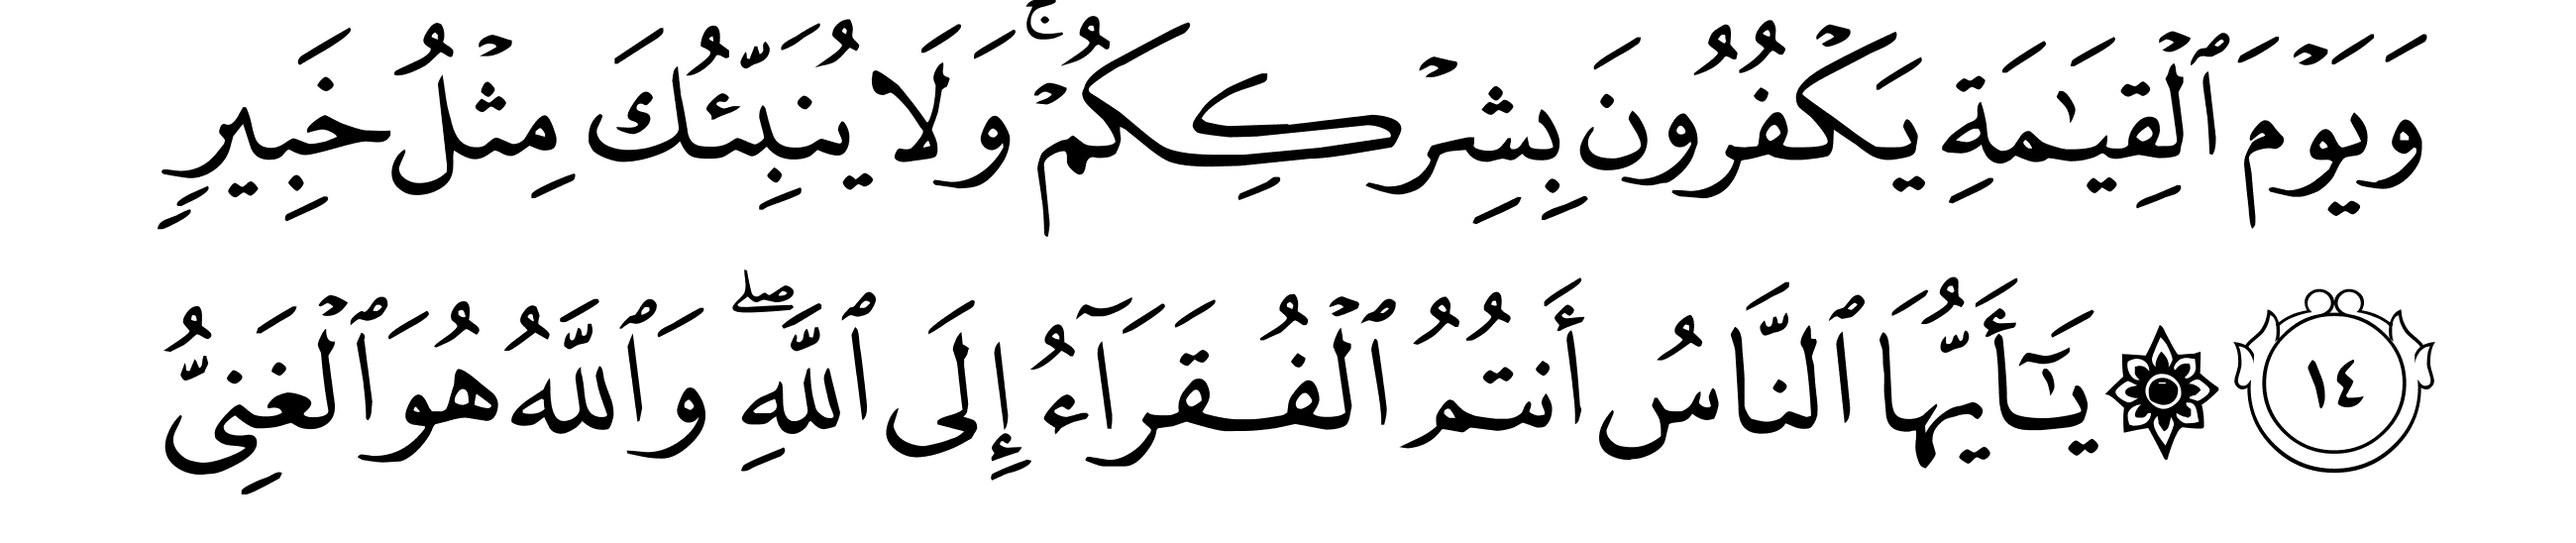 وَيَوْمَ ٱلْقِيَـٰمَةِ يَكْفُرُونَ بِشِرْكِكُمْ ۚ وَلَا يُنَبِّئُكَ مِثْلُ خَبِيرٍ
١٤ ۞ يَـٰٓأَيُّهَا ٱلنَّاسُ أَنتُمُ ٱلْفُقَرَآءُ إِلَى ٱللَّهِ ۖ وَٱللَّهُ هُوَ ٱلْغَنِىُّ